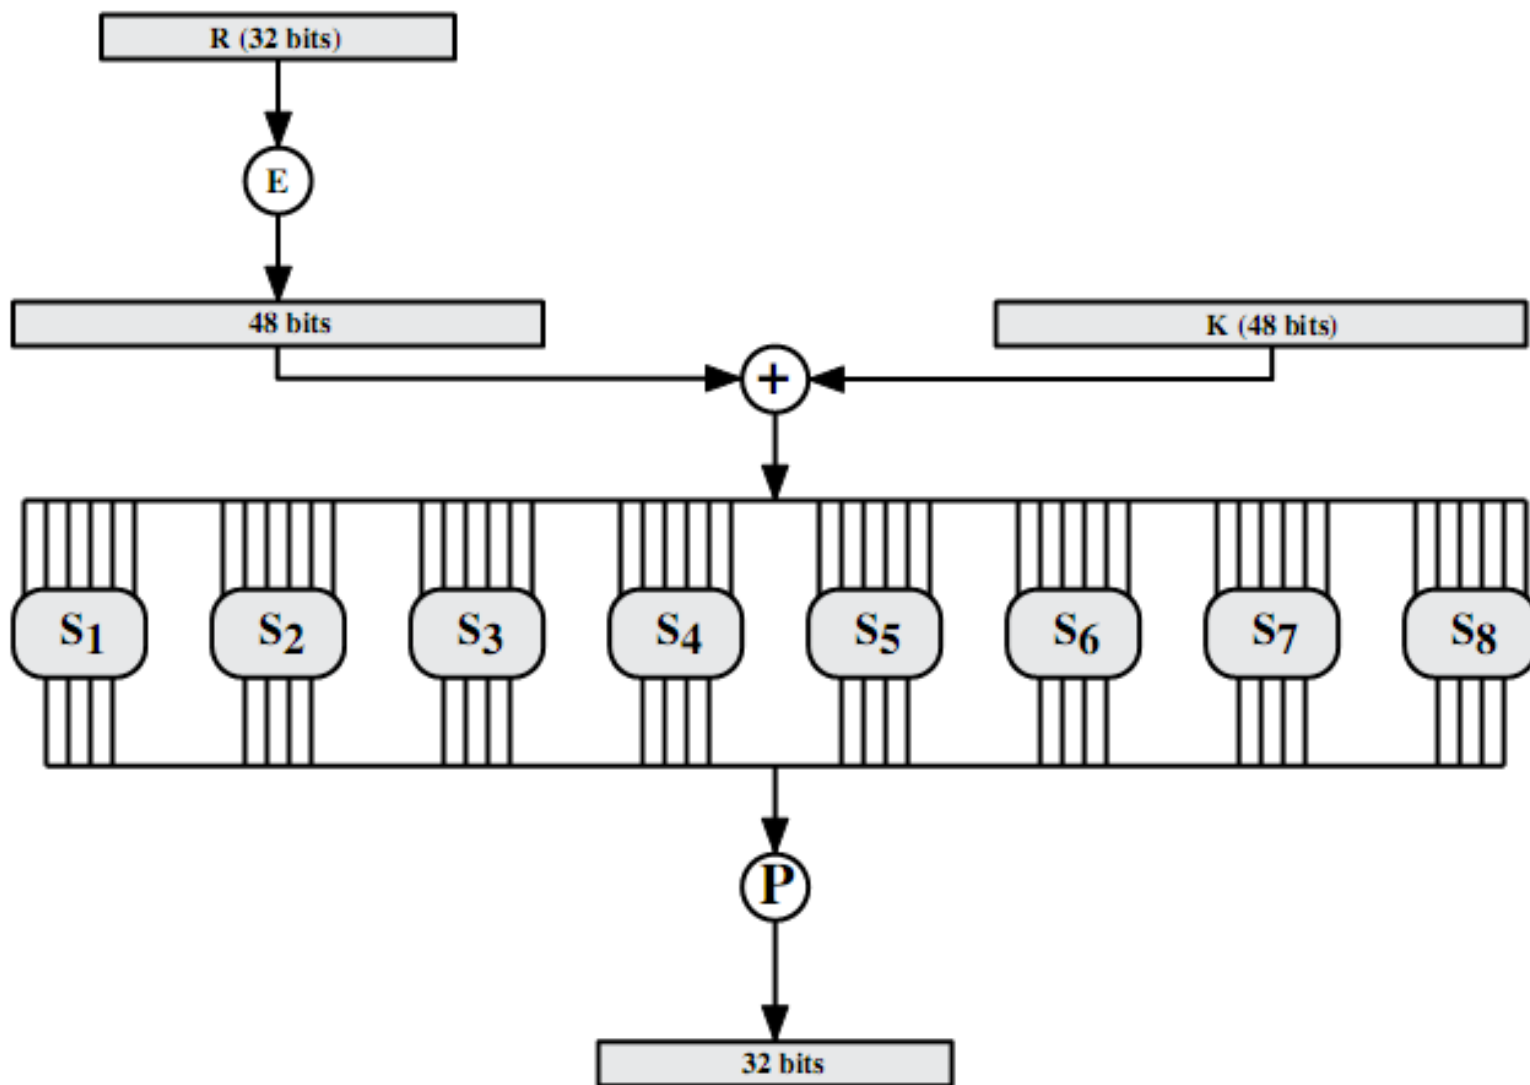 R (32 bits)
E
48 bits
K (48 bits)
+
S1 S2 S3 S4 S5 S6 S7 S8
P
32 bits